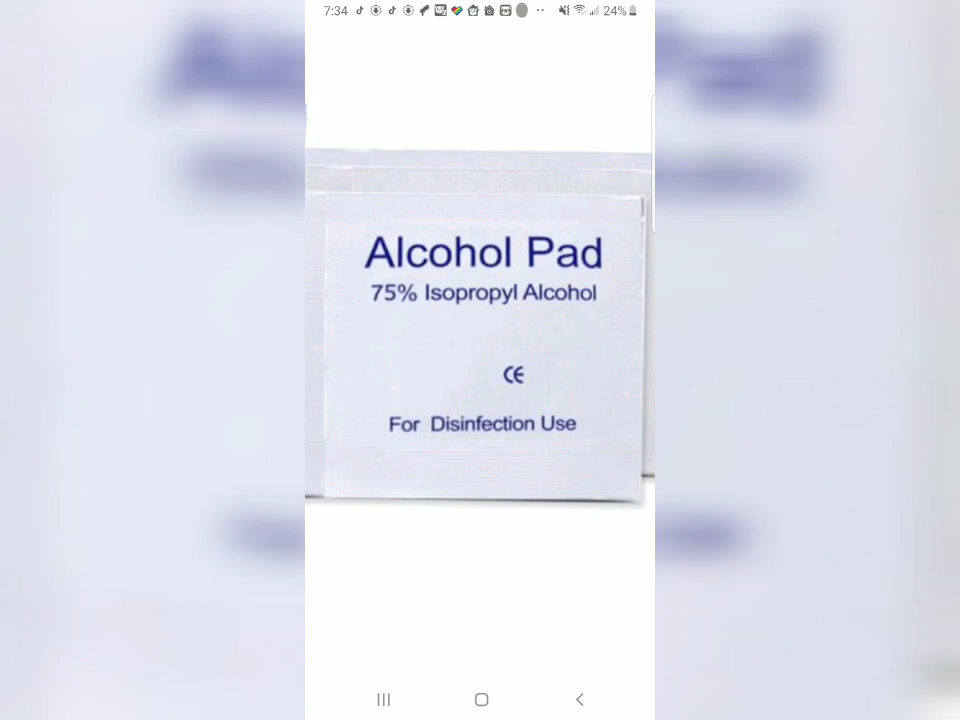 7:34 24%
Alcohol Pad
75% Isopropyl Alcohol
CE
For Disinfection Use